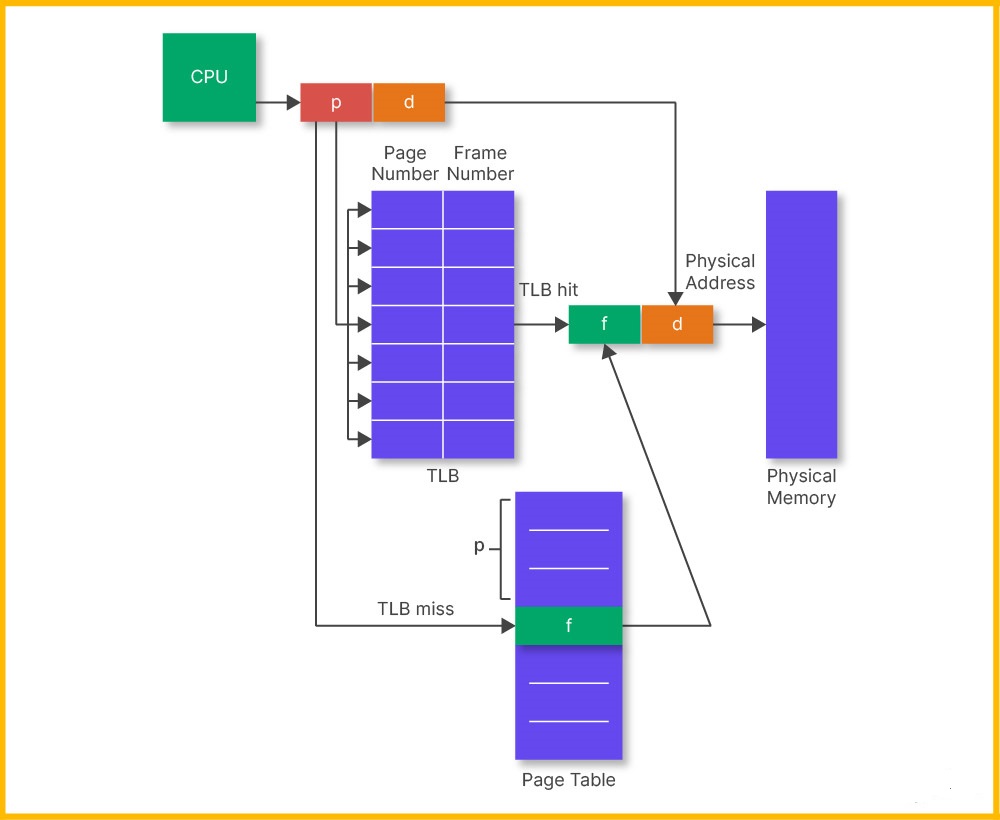 CPU
p
d
Page
Number
Frame
Number
TLB hit
Physical
Address
f
d
TLB
Physical
Memory
p
TLB miss
f
Page Table